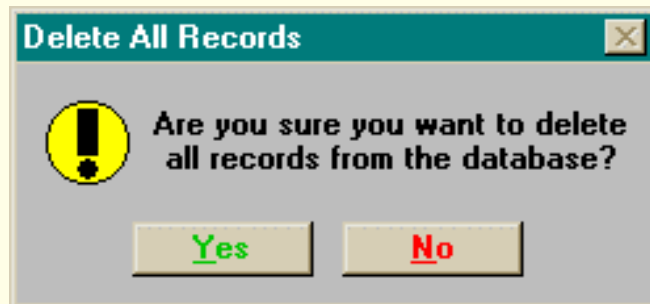 Delete All Records
Are you sure you want to delete
all records from the database?
Yes
No